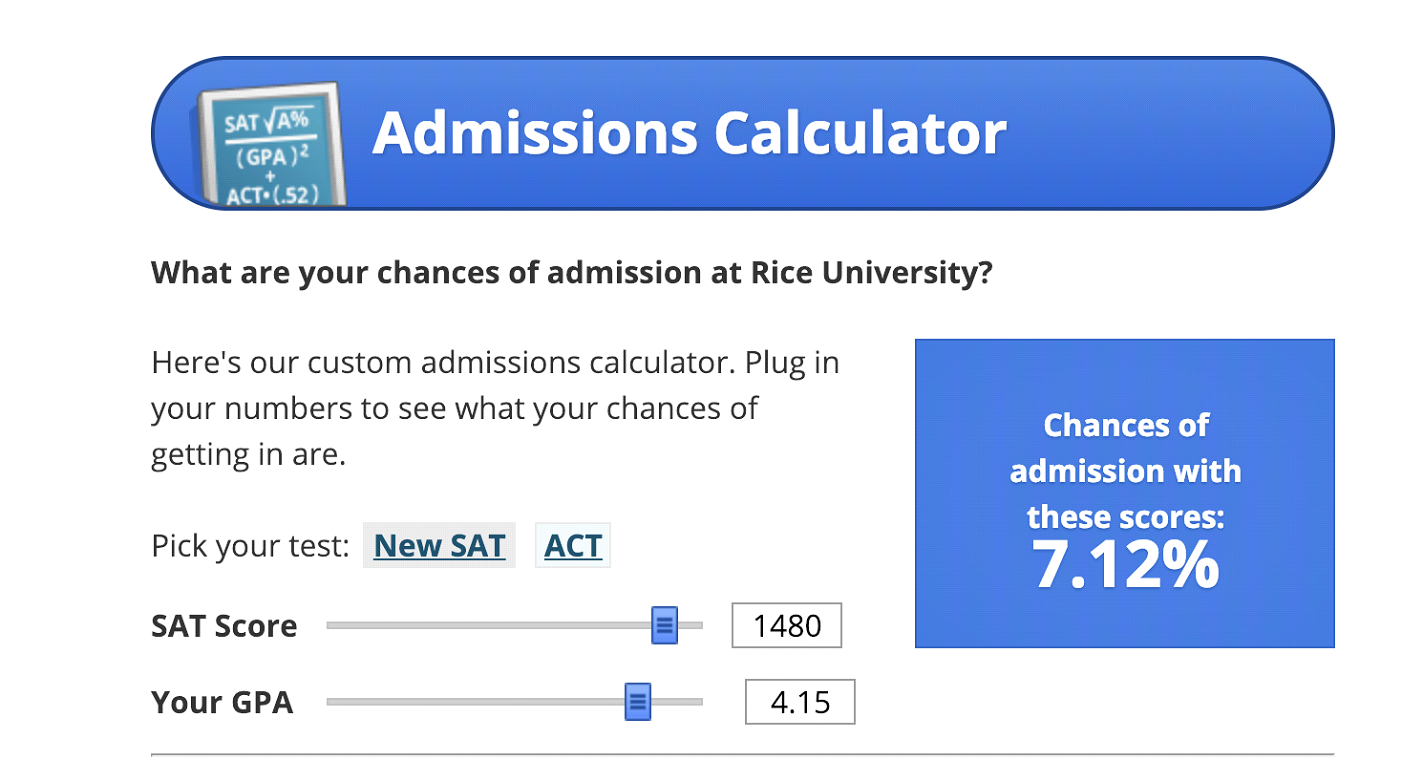 SAT √A%
(GPA)²
+
ACT•(.52)
Admissions Calculator
What are your chances of admission at Rice University?
Here's our custom admissions calculator. Plug in
your numbers to see what your chances of
getting in are.
Pick your test: New SAT ACT
SAT Score 1480
Your GPA 4.15
Chances of
admission with
these scores:
7.12%